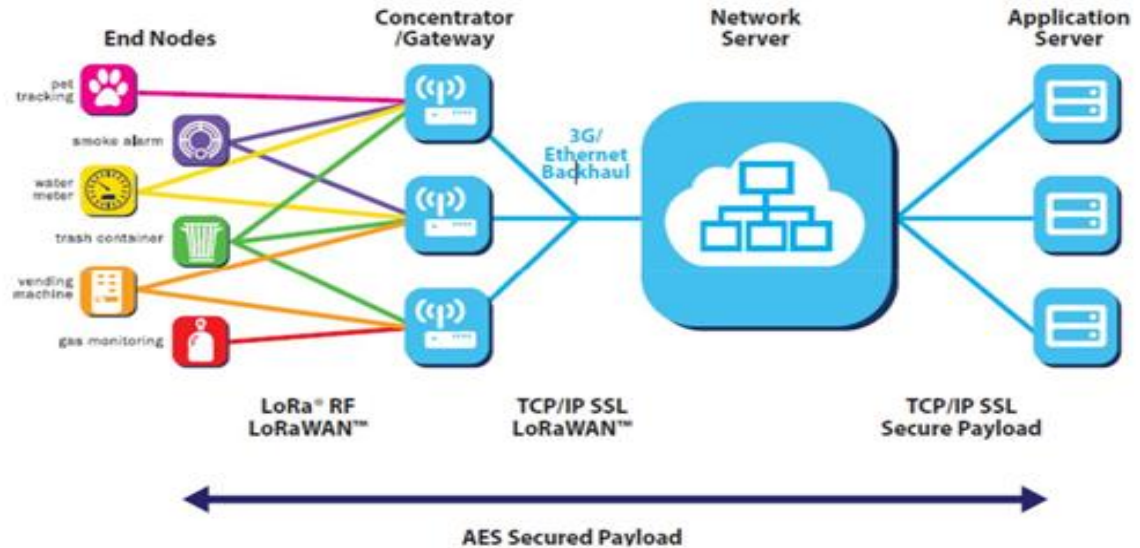 End Nodes
Concentrator
/Gateway
Network
Server
Application
Server
pet
tracking
smoke alarm
water
meter
trash container
vending
machine
gas monitoring
3G/
Ethernet
Backhaul
LoRa® RF
LoRaWAN™
TCP/IP SSL
LoRaWAN™
TCP/IP SSL
Secure Payload
AES Secured Payload